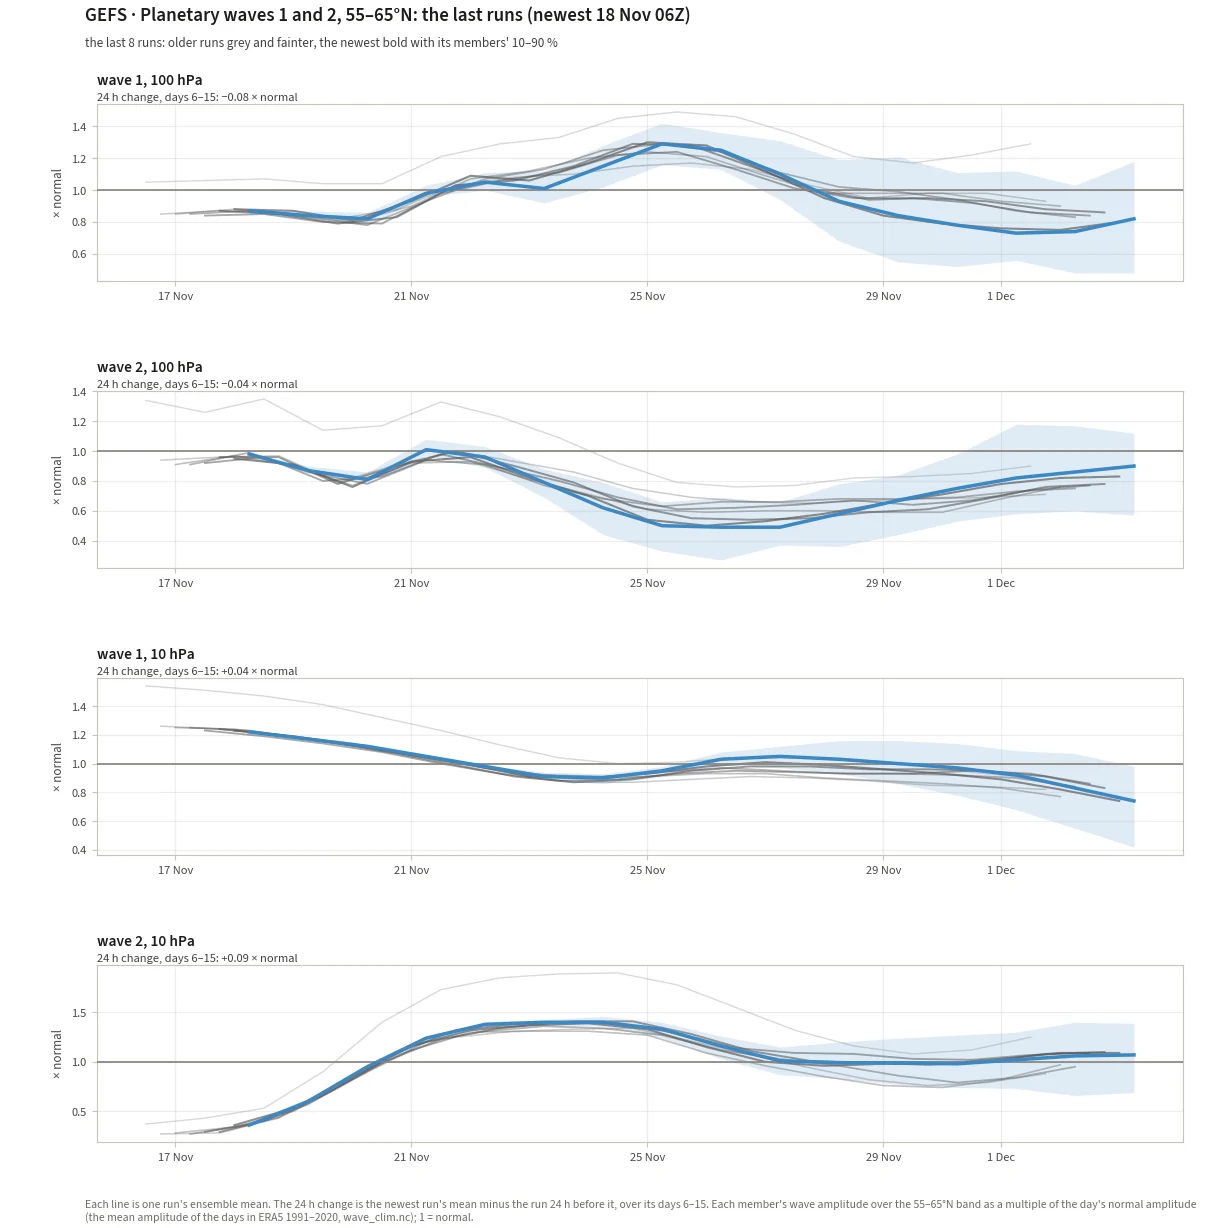 GEFS · Planetary waves 1 and 2, 55–65°N: the last runs (newest 18 Nov 06Z)
the last 8 runs: older runs grey and fainter, the newest bold with its members' 10–90 %
wave 1, 100 hPa
24 h change, days 6–15: −0.08 × normal
1.4
1.2
1.0
0.8
0.6
× normal
17 Nov 21 Nov 25 Nov 29 Nov 1 Dec
wave 2, 100 hPa
24 h change, days 6–15: −0.04 × normal
1.4
1.2
1.0
0.8
0.6
0.4
× normal
17 Nov 21 Nov 25 Nov 29 Nov 1 Dec
wave 1, 10 hPa
24 h change, days 6–15: +0.04 × normal
1.4
1.2
1.0
0.8
0.6
0.4
× normal
17 Nov 21 Nov 25 Nov 29 Nov 1 Dec
wave 2, 10 hPa
24 h change, days 6–15: +0.09 × normal
1.5
1.0
0.5
× normal
17 Nov 21 Nov 25 Nov 29 Nov 1 Dec
Each line is one run's ensemble mean. The 24 h change is the newest run's mean minus the run 24 h before it, over its days 6–15. Each member's wave amplitude over the 55–65°N band as a multiple of the day's normal amplitude
(the mean amplitude of the days in ERA5 1991–2020, wave_clim.nc); 1 = normal.